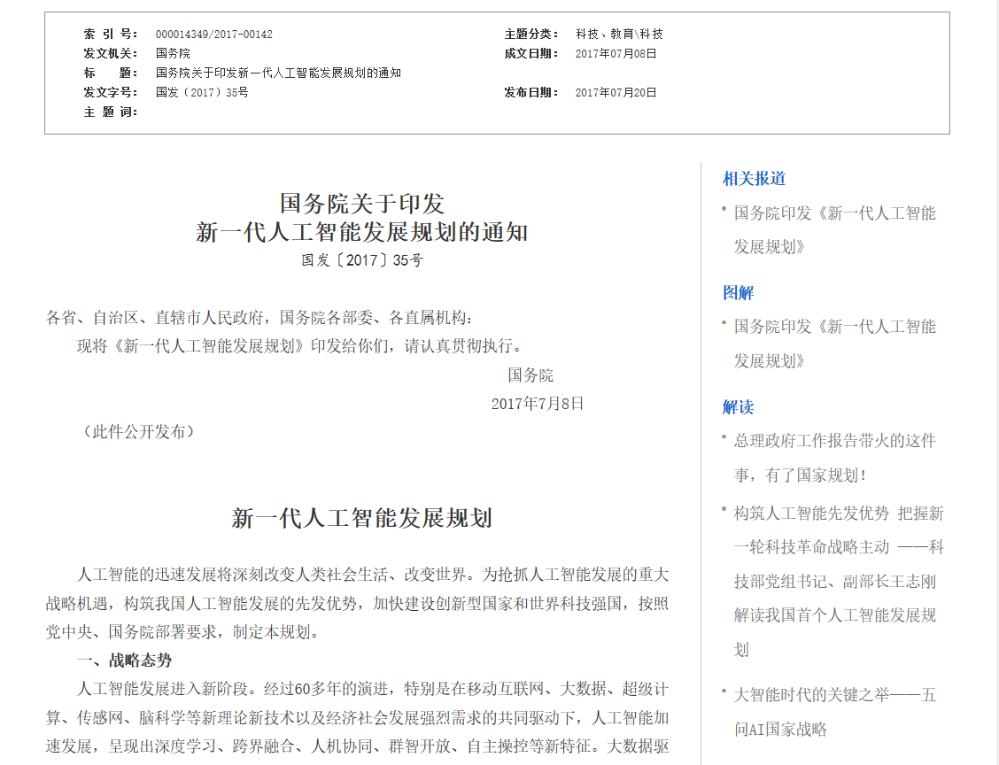 索 引 号： 000014349/2017-00142 主题分类： 科技、教育\科技
发文机关： 国务院 成文日期： 2017年07月08日
标 题： 国务院关于印发新一代人工智能发展规划的通知
发文字号： 国发〔2017〕35号 发布日期： 2017年07月20日
主 题 词：
国务院关于印发
新一代人工智能发展规划的通知
国发〔2017〕35号
各省、自治区、直辖市人民政府，国务院各部委、各直属机构：
现将《新一代人工智能发展规划》印发给你们，请认真贯彻执行。
国务院
2017年7月8日
（此件公开发布）
新一代人工智能发展规划
人工智能的迅速发展将深刻改变人类社会生活、改变世界。为抢抓人工智能发展的重大
战略机遇，构筑我国人工智能发展的先发优势，加快建设创新型国家和世界科技强国，按照
党中央、国务院部署要求，制定本规划。
一、战略态势
人工智能发展进入新阶段。经过60多年的演进，特别是在移动互联网、大数据、超级计
算、传感网、脑科学等新理论新技术以及经济社会发展强烈需求的共同驱动下，人工智能加
速发展，呈现出深度学习、跨界融合、人机协同、群智开放、自主操控等新特征。大数据驱
相关报道
国务院印发《新一代人工智能
发展规划》
图解
国务院印发《新一代人工智能
发展规划》
解读
总理政府工作报告带火的这件
事，有了国家规划！
构筑人工智能先发优势 把握新
一轮科技革命战略主动 ——科
技部党组书记、副部长王志刚
解读我国首个人工智能发展规
划
大智能时代的关键之举——五
问AI国家战略